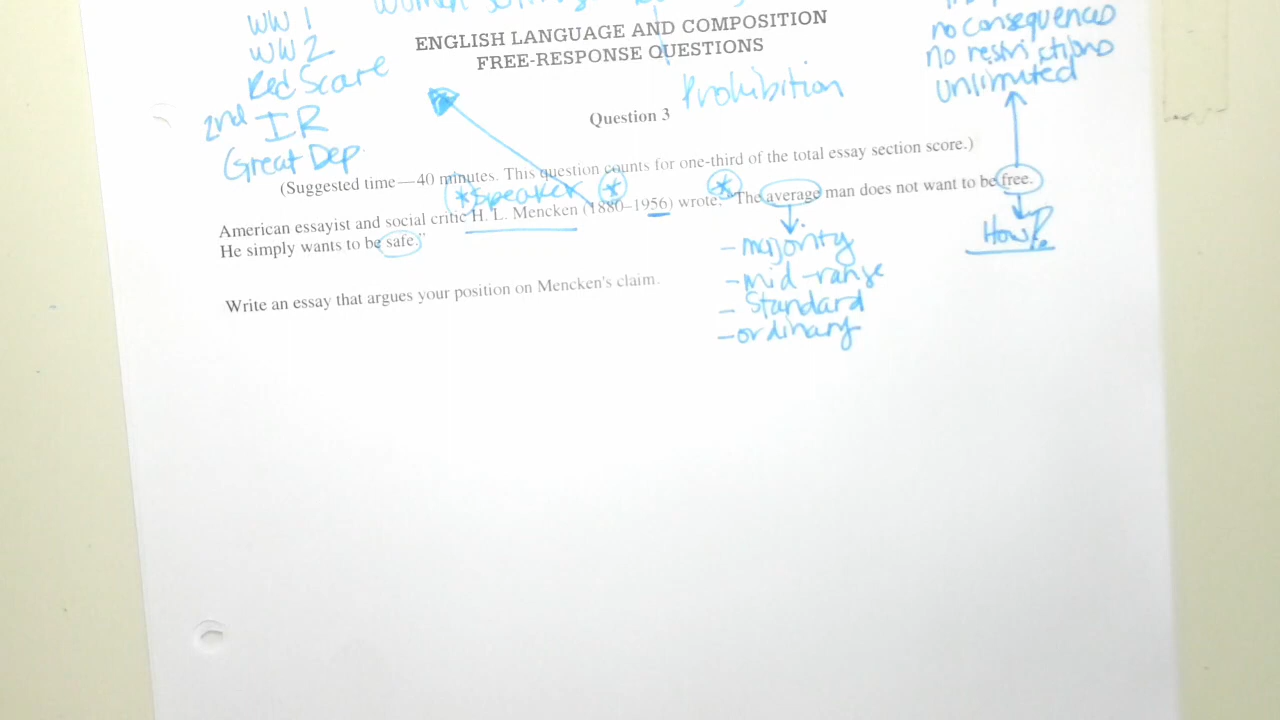 WW 1
WW 2
Red Scare
2nd IR
Great Dep.
Women
ENGLISH LANGUAGE AND COMPOSITION
FREE-RESPONSE QUESTIONS
Prohibition
no consequences
no restrictions
unlimited
Question 3
(Suggested time—40 minutes. This question counts for one-third of the total essay section score.)
*Speaker * *
American essayist and social critic H. L. Mencken (1880–1956) wrote: "The average man does not want to be free.
He simply wants to be safe."
How?
- majority
- mid-range
- Standard
- ordinary
Write an essay that argues your position on Mencken's claim.